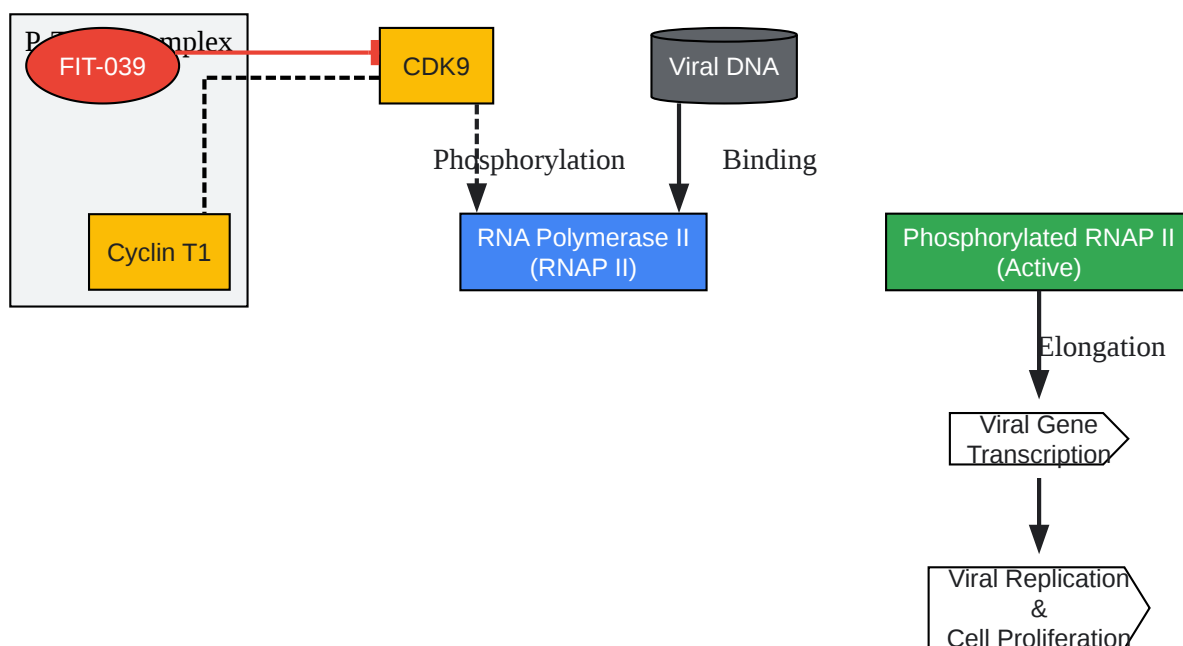 FIT-039
CDK9
Viral DNA
Phosphorylation
Binding
Cyclin T1
RNA Polymerase II
(RNAP II)
Phosphorylated RNAP II
(Active)
Elongation
Viral Gene
Transcription
Viral Replication
&
Cell Proliferation